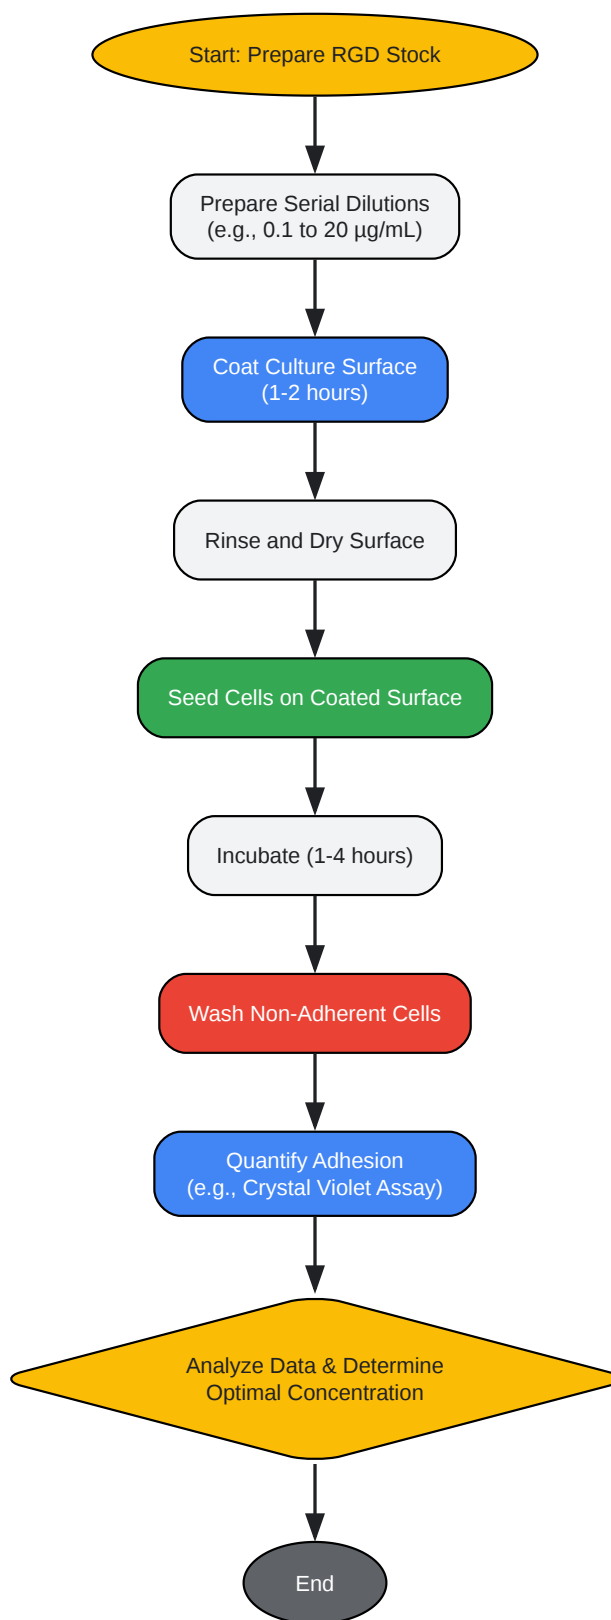 Start: Prepare RGD Stock
Prepare Serial Dilutions
(e.g., 0.1 to 20 µg/mL)
Coat Culture Surface
(1-2 hours)
Rinse and Dry Surface
Seed Cells on Coated Surface
Incubate (1-4 hours)
Wash Non-Adherent Cells
Quantify Adhesion
(e.g., Crystal Violet Assay)
Analyze Data & Determine
Optimal Concentration
End